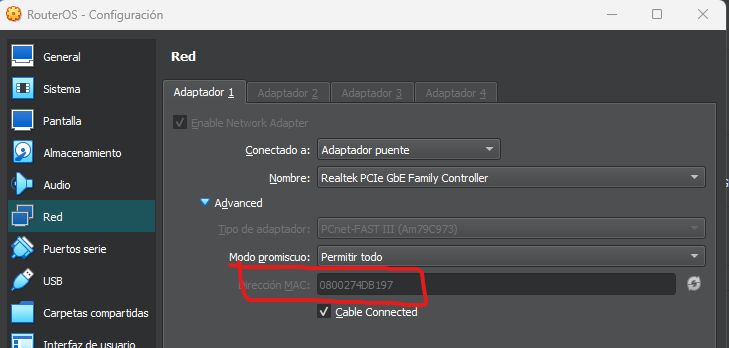 RouterOS - Configuración
General
Sistema
Pantalla
Almacenamiento
Audio
Red
Puertos serie
USB
Carpetas compartidas
Interfaz de usuario
Red
Adaptador 1 Adaptador 2 Adaptador 3 Adaptador 4
Enable Network Adapter
Conectado a: Adaptador puente
Nombre: Realtek PCIe GbE Family Controller
Advanced
Tipo de adaptador: PCnet-FAST III (Am79C973)
Modo promiscuo: Permitir todo
Dirección MAC: 0800274DB197
Cable Connected